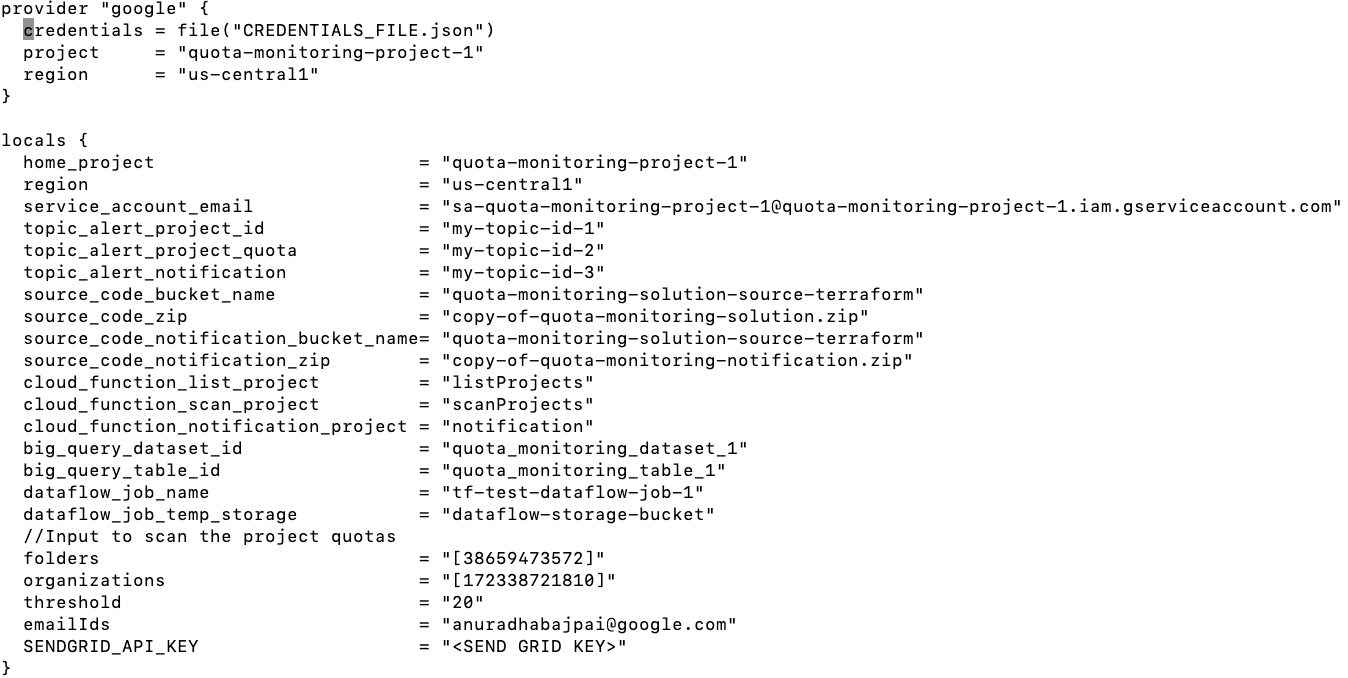 provider "google" {
  credentials = file("CREDENTIALS_FILE.json")
  project     = "quota-monitoring-project-1"
  region      = "us-central1"
}

locals {
  home_project                        = "quota-monitoring-project-1"
  region                              = "us-central1"
  service_account_email               = "sa-quota-monitoring-project-1@quota-monitoring-project-1.iam.gserviceaccount.com"
  topic_alert_project_id              = "my-topic-id-1"
  topic_alert_project_quota           = "my-topic-id-2"
  topic_alert_notification            = "my-topic-id-3"
  source_code_bucket_name             = "quota-monitoring-solution-source-terraform"
  source_code_zip                     = "copy-of-quota-monitoring-solution.zip"
  source_code_notification_bucket_name= "quota-monitoring-solution-source-terraform"
  source_code_notification_zip        = "copy-of-quota-monitoring-notification.zip"
  cloud_function_list_project         = "listProjects"
  cloud_function_scan_project         = "scanProjects"
  cloud_function_notification_project = "notification"
  big_query_dataset_id                = "quota_monitoring_dataset_1"
  big_query_table_id                  = "quota_monitoring_table_1"
  dataflow_job_name                   = "tf-test-dataflow-job-1"
  dataflow_job_temp_storage           = "dataflow-storage-bucket"
  //Input to scan the project quotas
  folders                             = "[38659473572]"
  organizations                       = "[172338721810]"
  threshold                           = "20"
  emailIds                            = "anuradhabajpai@google.com"
  SENDGRID_API_KEY                    = "<SEND GRID KEY>"
}